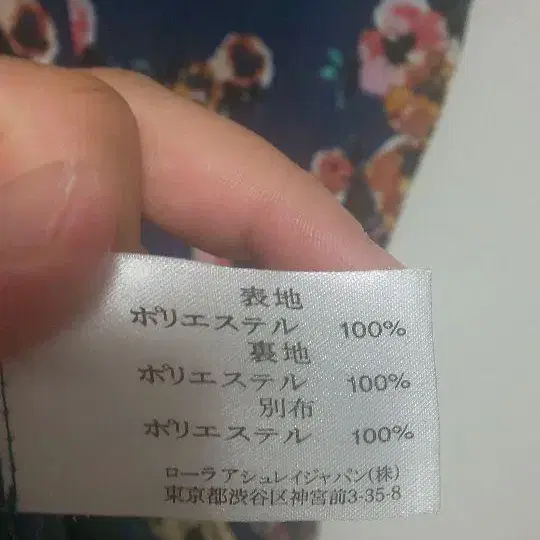 表地
ポリエステル 100%
裏地
ポリエステル 100%
別布
ポリエステル 100%
ローラ アシュレイジャパン(株)
東京都渋谷区神宮前3-35-8